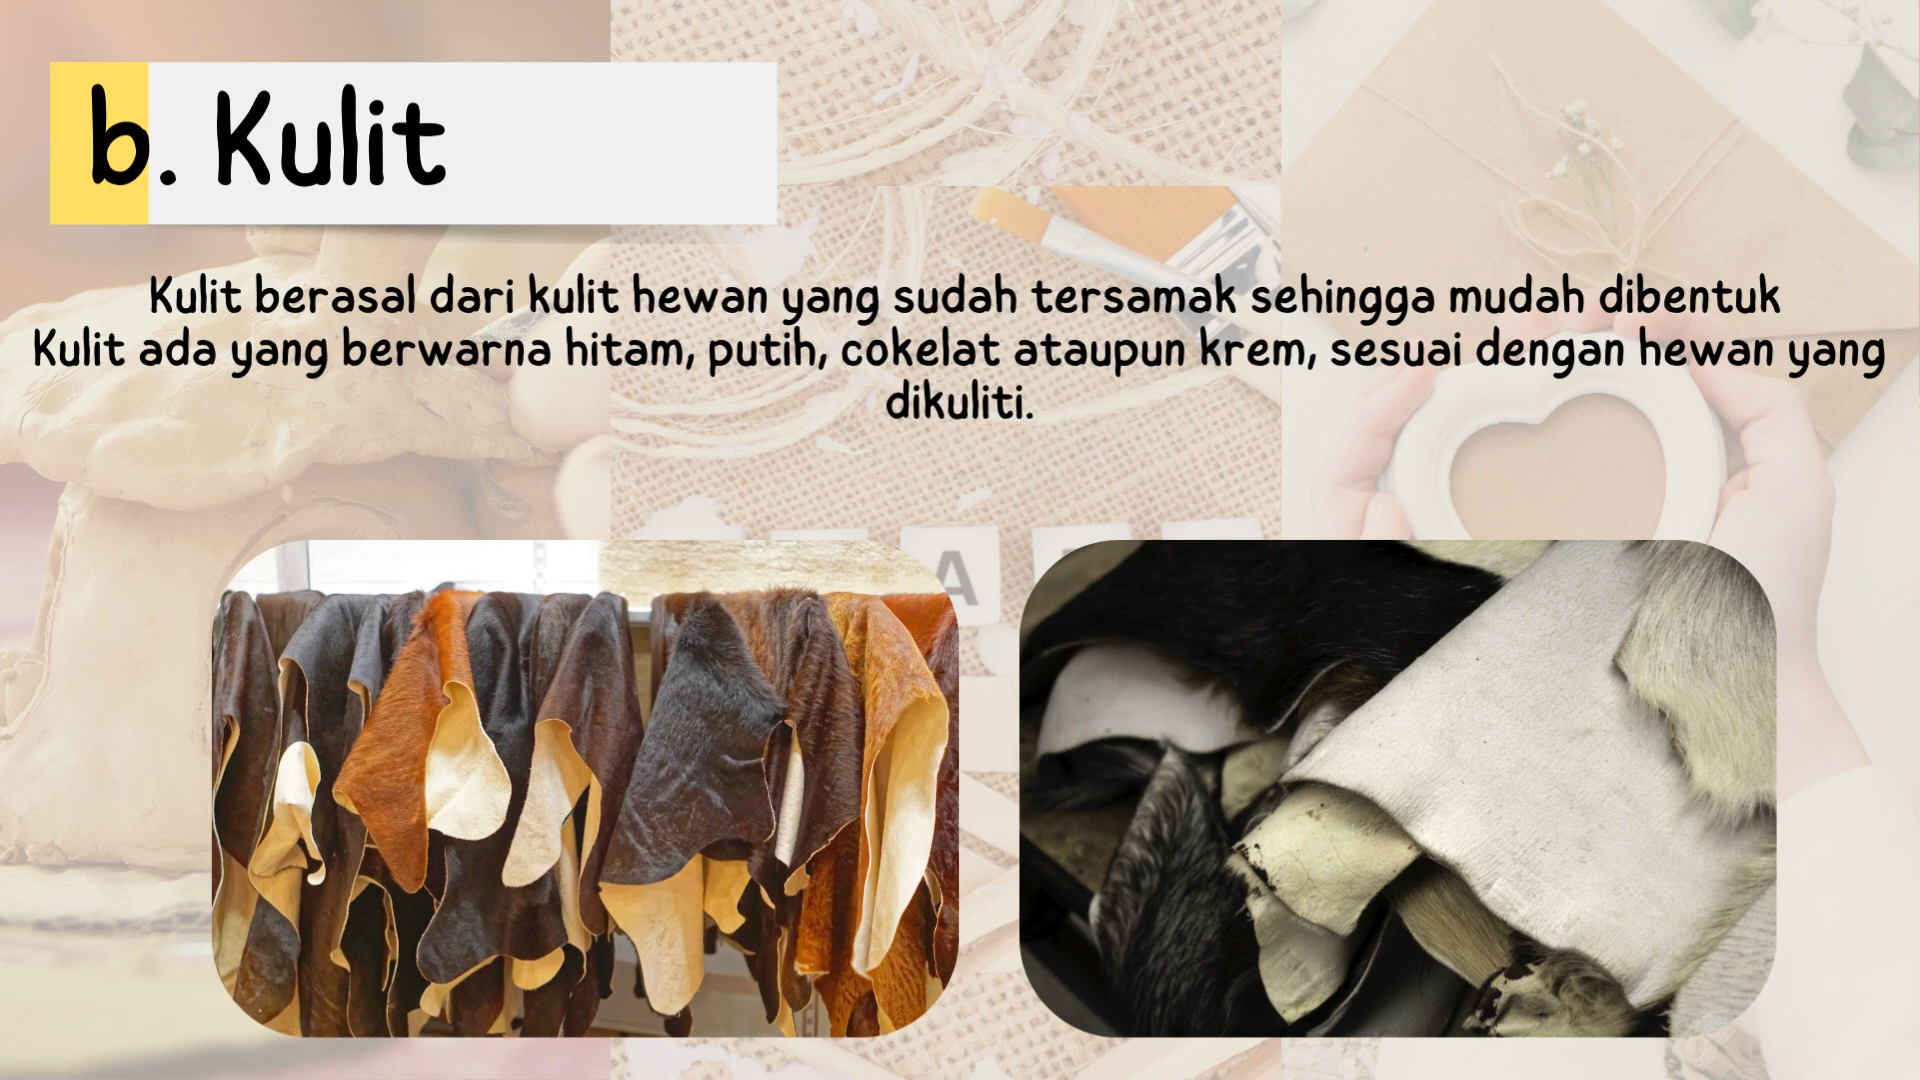 b. Kulit
Kulit berasal dari kulit hewan yang sudah tersamak sehingga mudah dibentuk
Kulit ada yang berwarna hitam, putih, cokelat ataupun krem, sesuai dengan hewan yang
dikuliti.
A